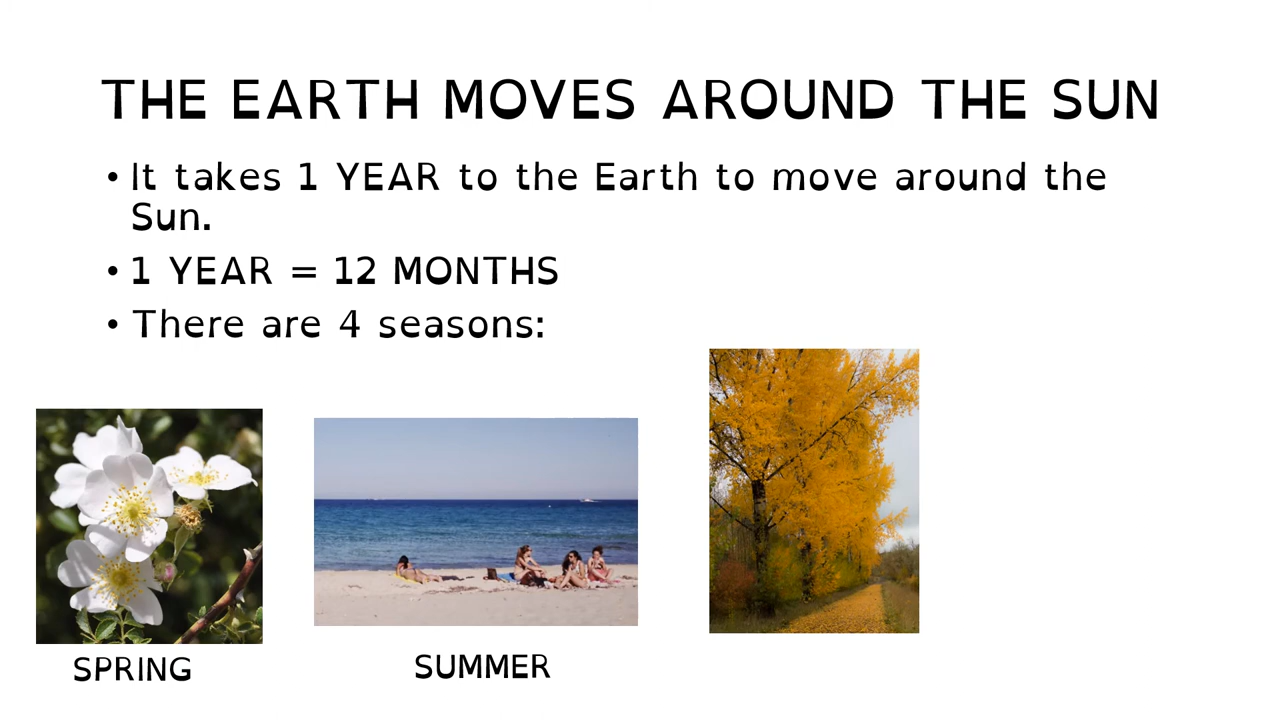 THE EARTH MOVES AROUND THE SUN
• It takes 1 YEAR to the Earth to move around the
Sun.
• 1 YEAR = 12 MONTHS
• There are 4 seasons:
SPRING
SUMMER